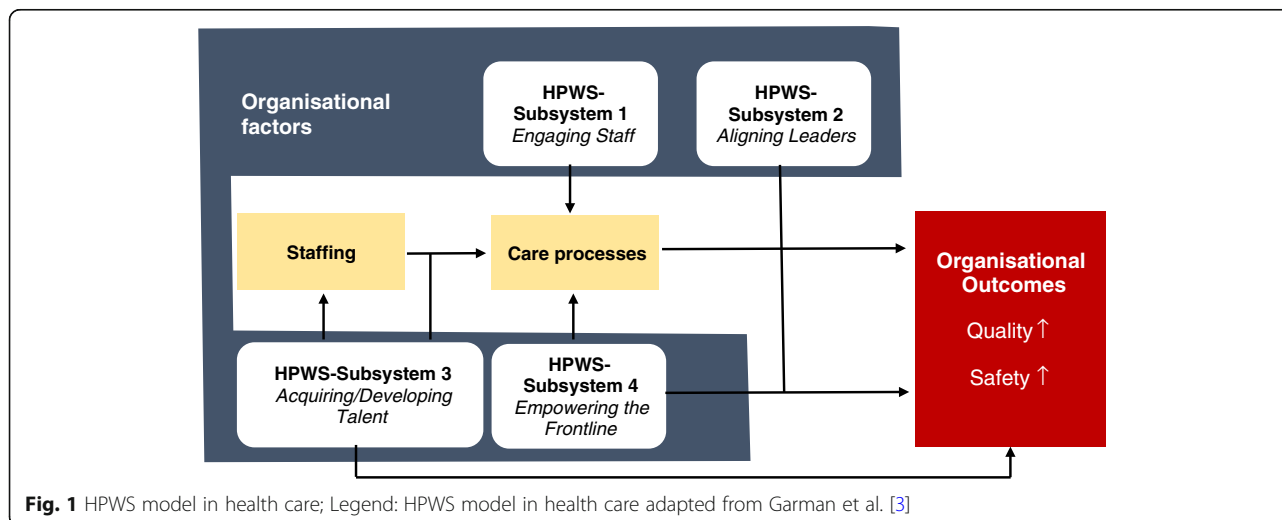 Organisational
factors
HPWS-
Subsystem 1
Engaging Staff
HPWS-
Subsystem 2
Aligning Leaders
Staffing
Care processes
Organisational
Outcomes
Quality ↑
Safety ↑
HPWS-Subsystem 3
Acquiring/Developing
Talent
HPWS-
Subsystem 4
Empowering the
Frontline
Fig. 1 HPWS model in health care; Legend: HPWS model in health care adapted from Garman et al. [3]